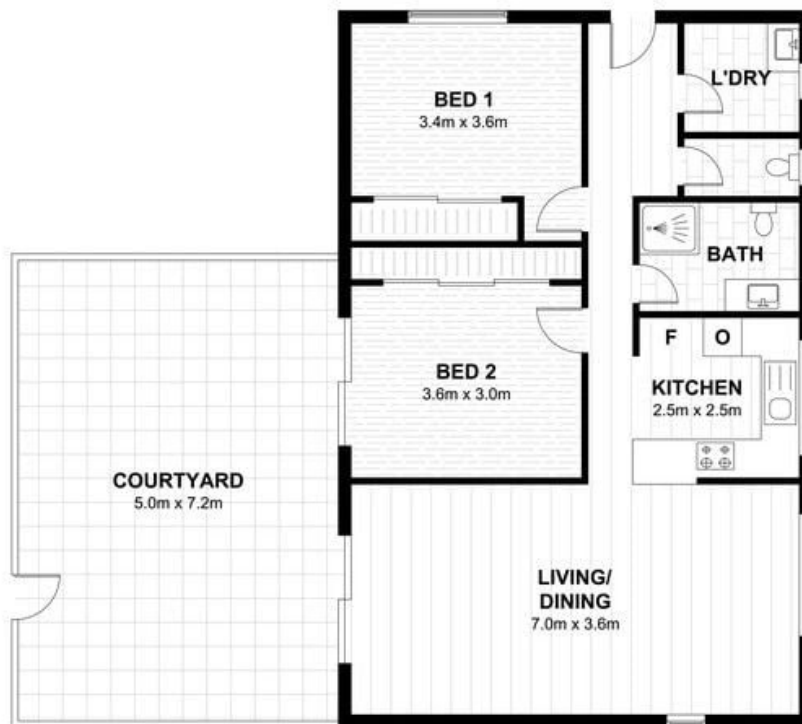 BED 1
3.4m x 3.6m
L'DRY
BATH
F O
KITCHEN
2.5m x 2.5m
BED 2
3.6m x 3.0m
COURTYARD
5.0m x 7.2m
LIVING/
DINING
7.0m x 3.6m